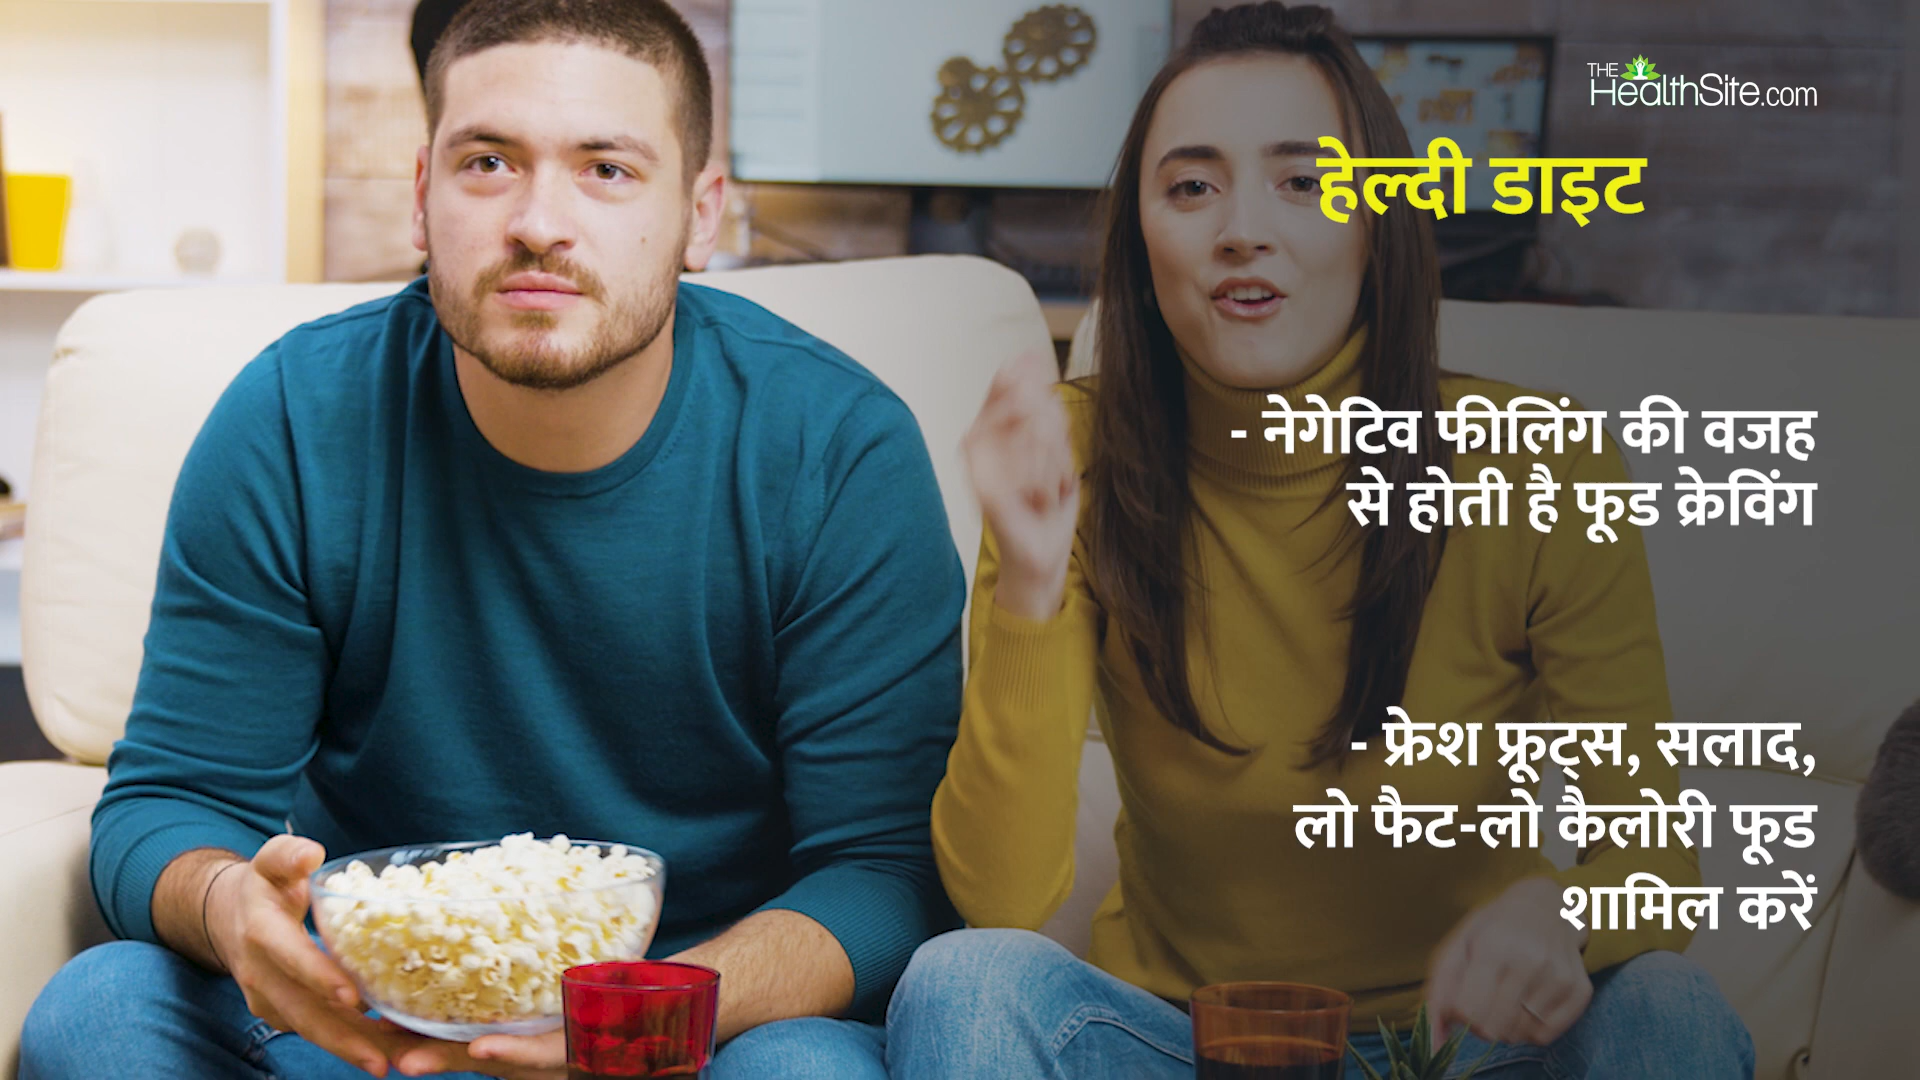 THE
HealthSite.com
हेल्दी डाइट
- नेगेटिव फीलिंग की वजह
से होती है फूड क्रेविंग
- फ्रेश फ्रूट्स, सलाद,
लो फैट-लो कैलोरी फूड
शामिल करें